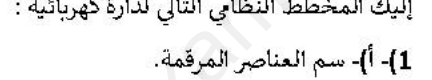 إليك المخطط النظامي التالي لدارة كهربائية :
1)- أ)- سم العناصر المرقمة.